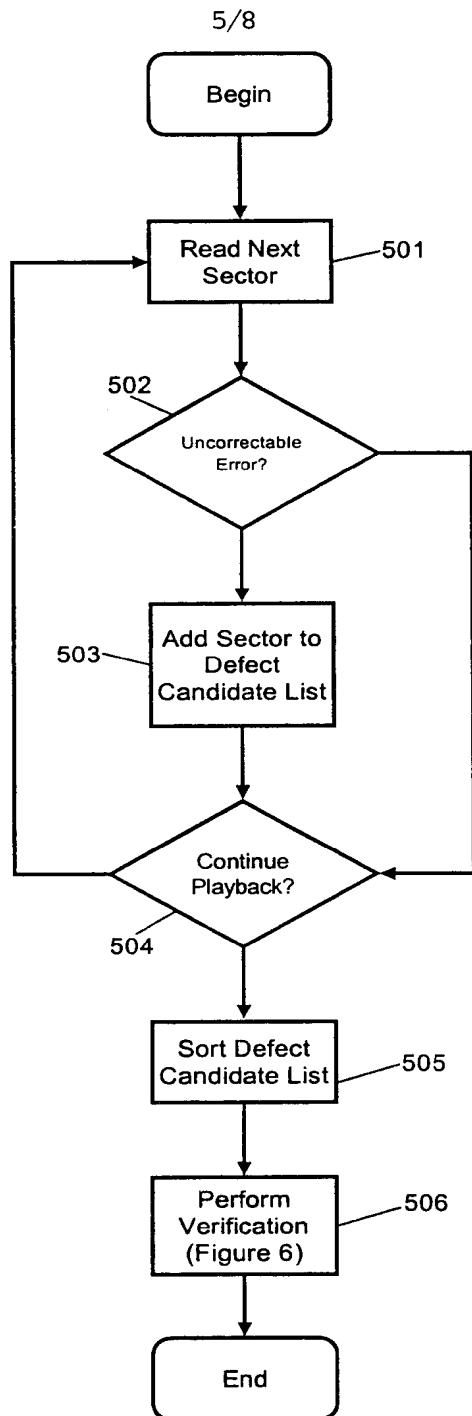 5/8
Begin
Read Next
Sector
501
502
Uncorrectable
Error?
503
Add Sector to
Defect
Candidate List
Continue
Playback?
504
Sort Defect
Candidate List
505
Perform
Verification
(Figure 6)
506
End